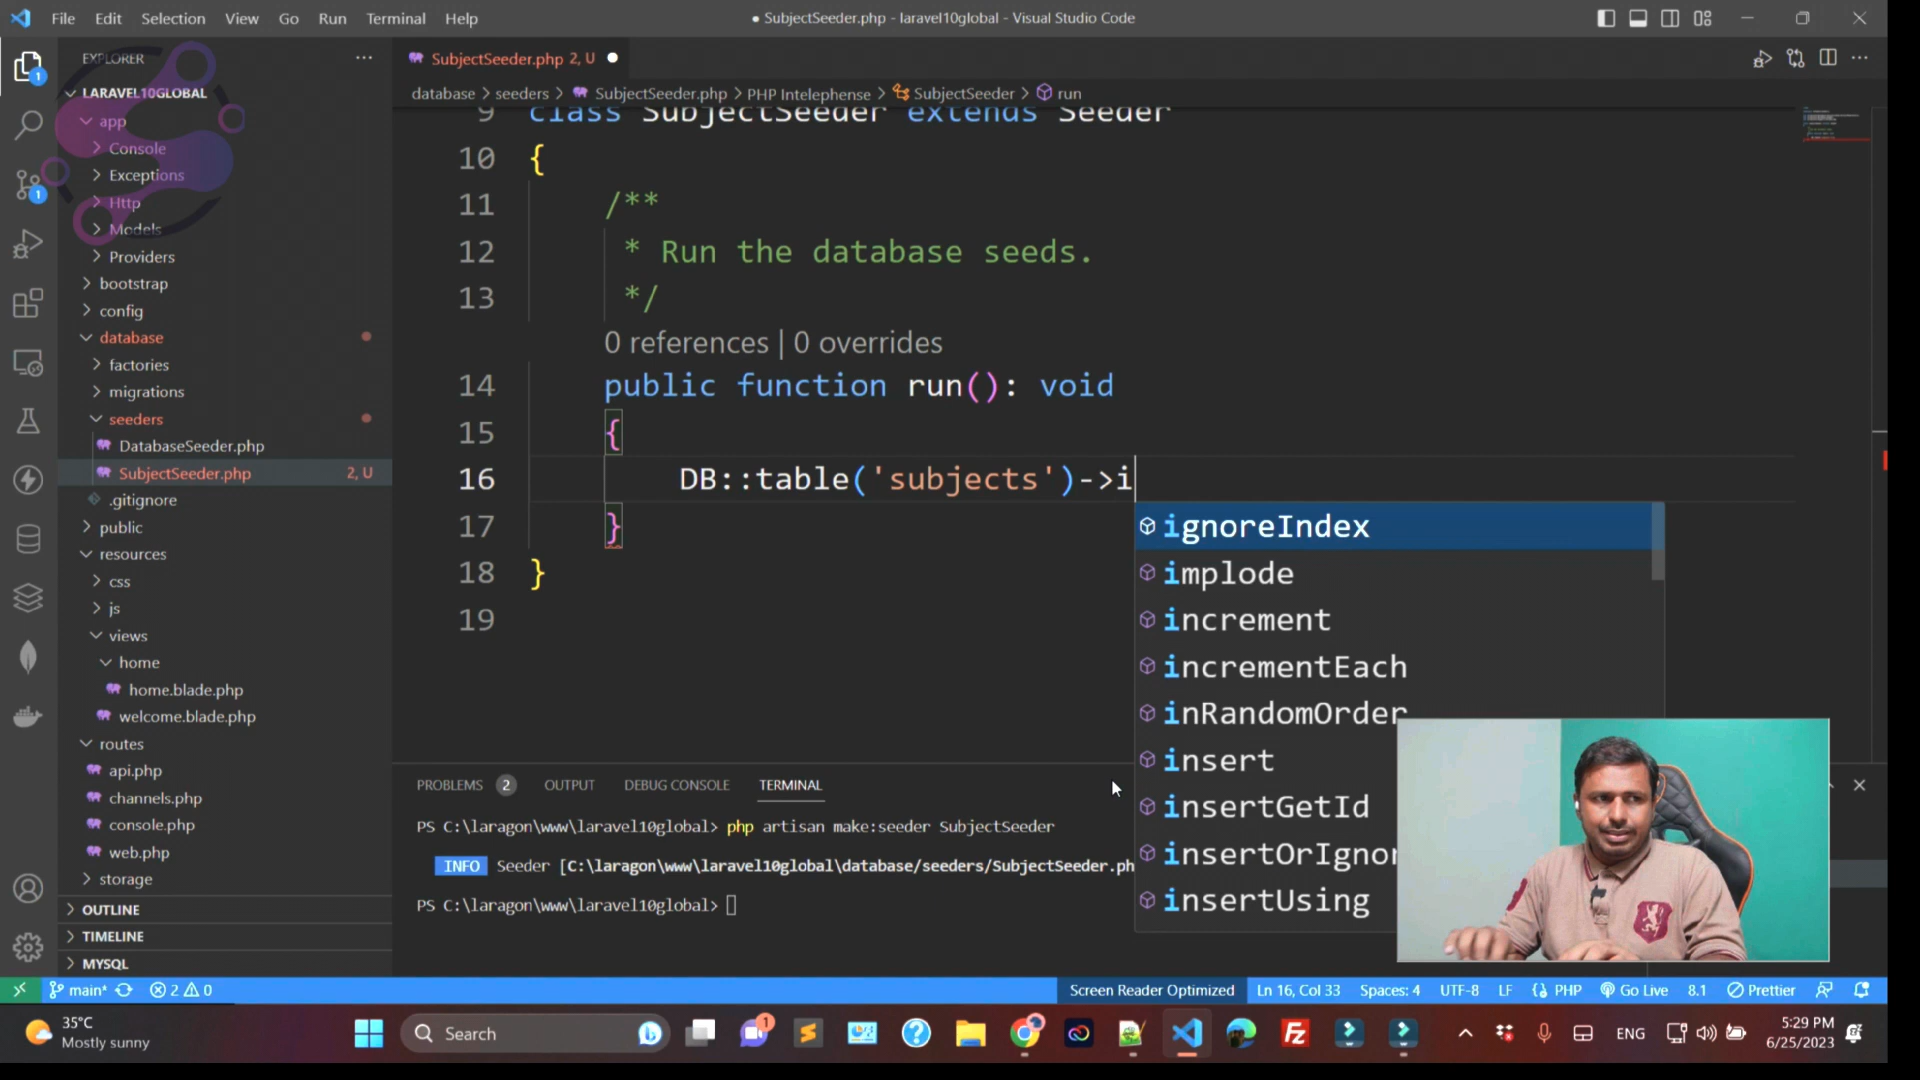 File Edit Selection View Go Run Terminal Help
● SubjectSeeder.php - laravel10global - Visual Studio Code
EXPLORER
LARAVEL10GLOBAL
app
Console
Exceptions
Http
Models
Providers
bootstrap
config
database
factories
migrations
seeders
DatabaseSeeder.php
SubjectSeeder.php 2, U
.gitignore
public
resources
css
js
views
home
home.blade.php
welcome.blade.php
routes
api.php
channels.php
console.php
web.php
storage
OUTLINE
TIMELINE
MYSQL
SubjectSeeder.php 2, U
database > seeders > SubjectSeeder.php > PHP Intelephense > SubjectSeeder > run
9 class SubjectSeeder extends Seeder
10 {
11 /**
12 * Run the database seeds.
13 */
0 references | 0 overrides
14 public function run(): void
15 {
16 DB::table('subjects')->i
17 }
18 }
19
ignoreIndex
implode
increment
incrementEach
inRandomOrder
insert
insertGetId
insertOrIgnor
insertUsing
PROBLEMS 2 OUTPUT DEBUG CONSOLE TERMINAL
PS C:\laragon\www\laravel10global> php artisan make:seeder SubjectSeeder
INFO Seeder [C:\laragon\www\laravel10global\database/seeders/SubjectSeeder.ph
PS C:\laragon\www\laravel10global>
main* 2 0 Screen Reader Optimized Ln 16, Col 33 Spaces: 4 UTF-8 LF PHP Go Live 8.1 Prettier
35°C
Mostly sunny
Search
1
ENG
5:29 PM
6/25/2023